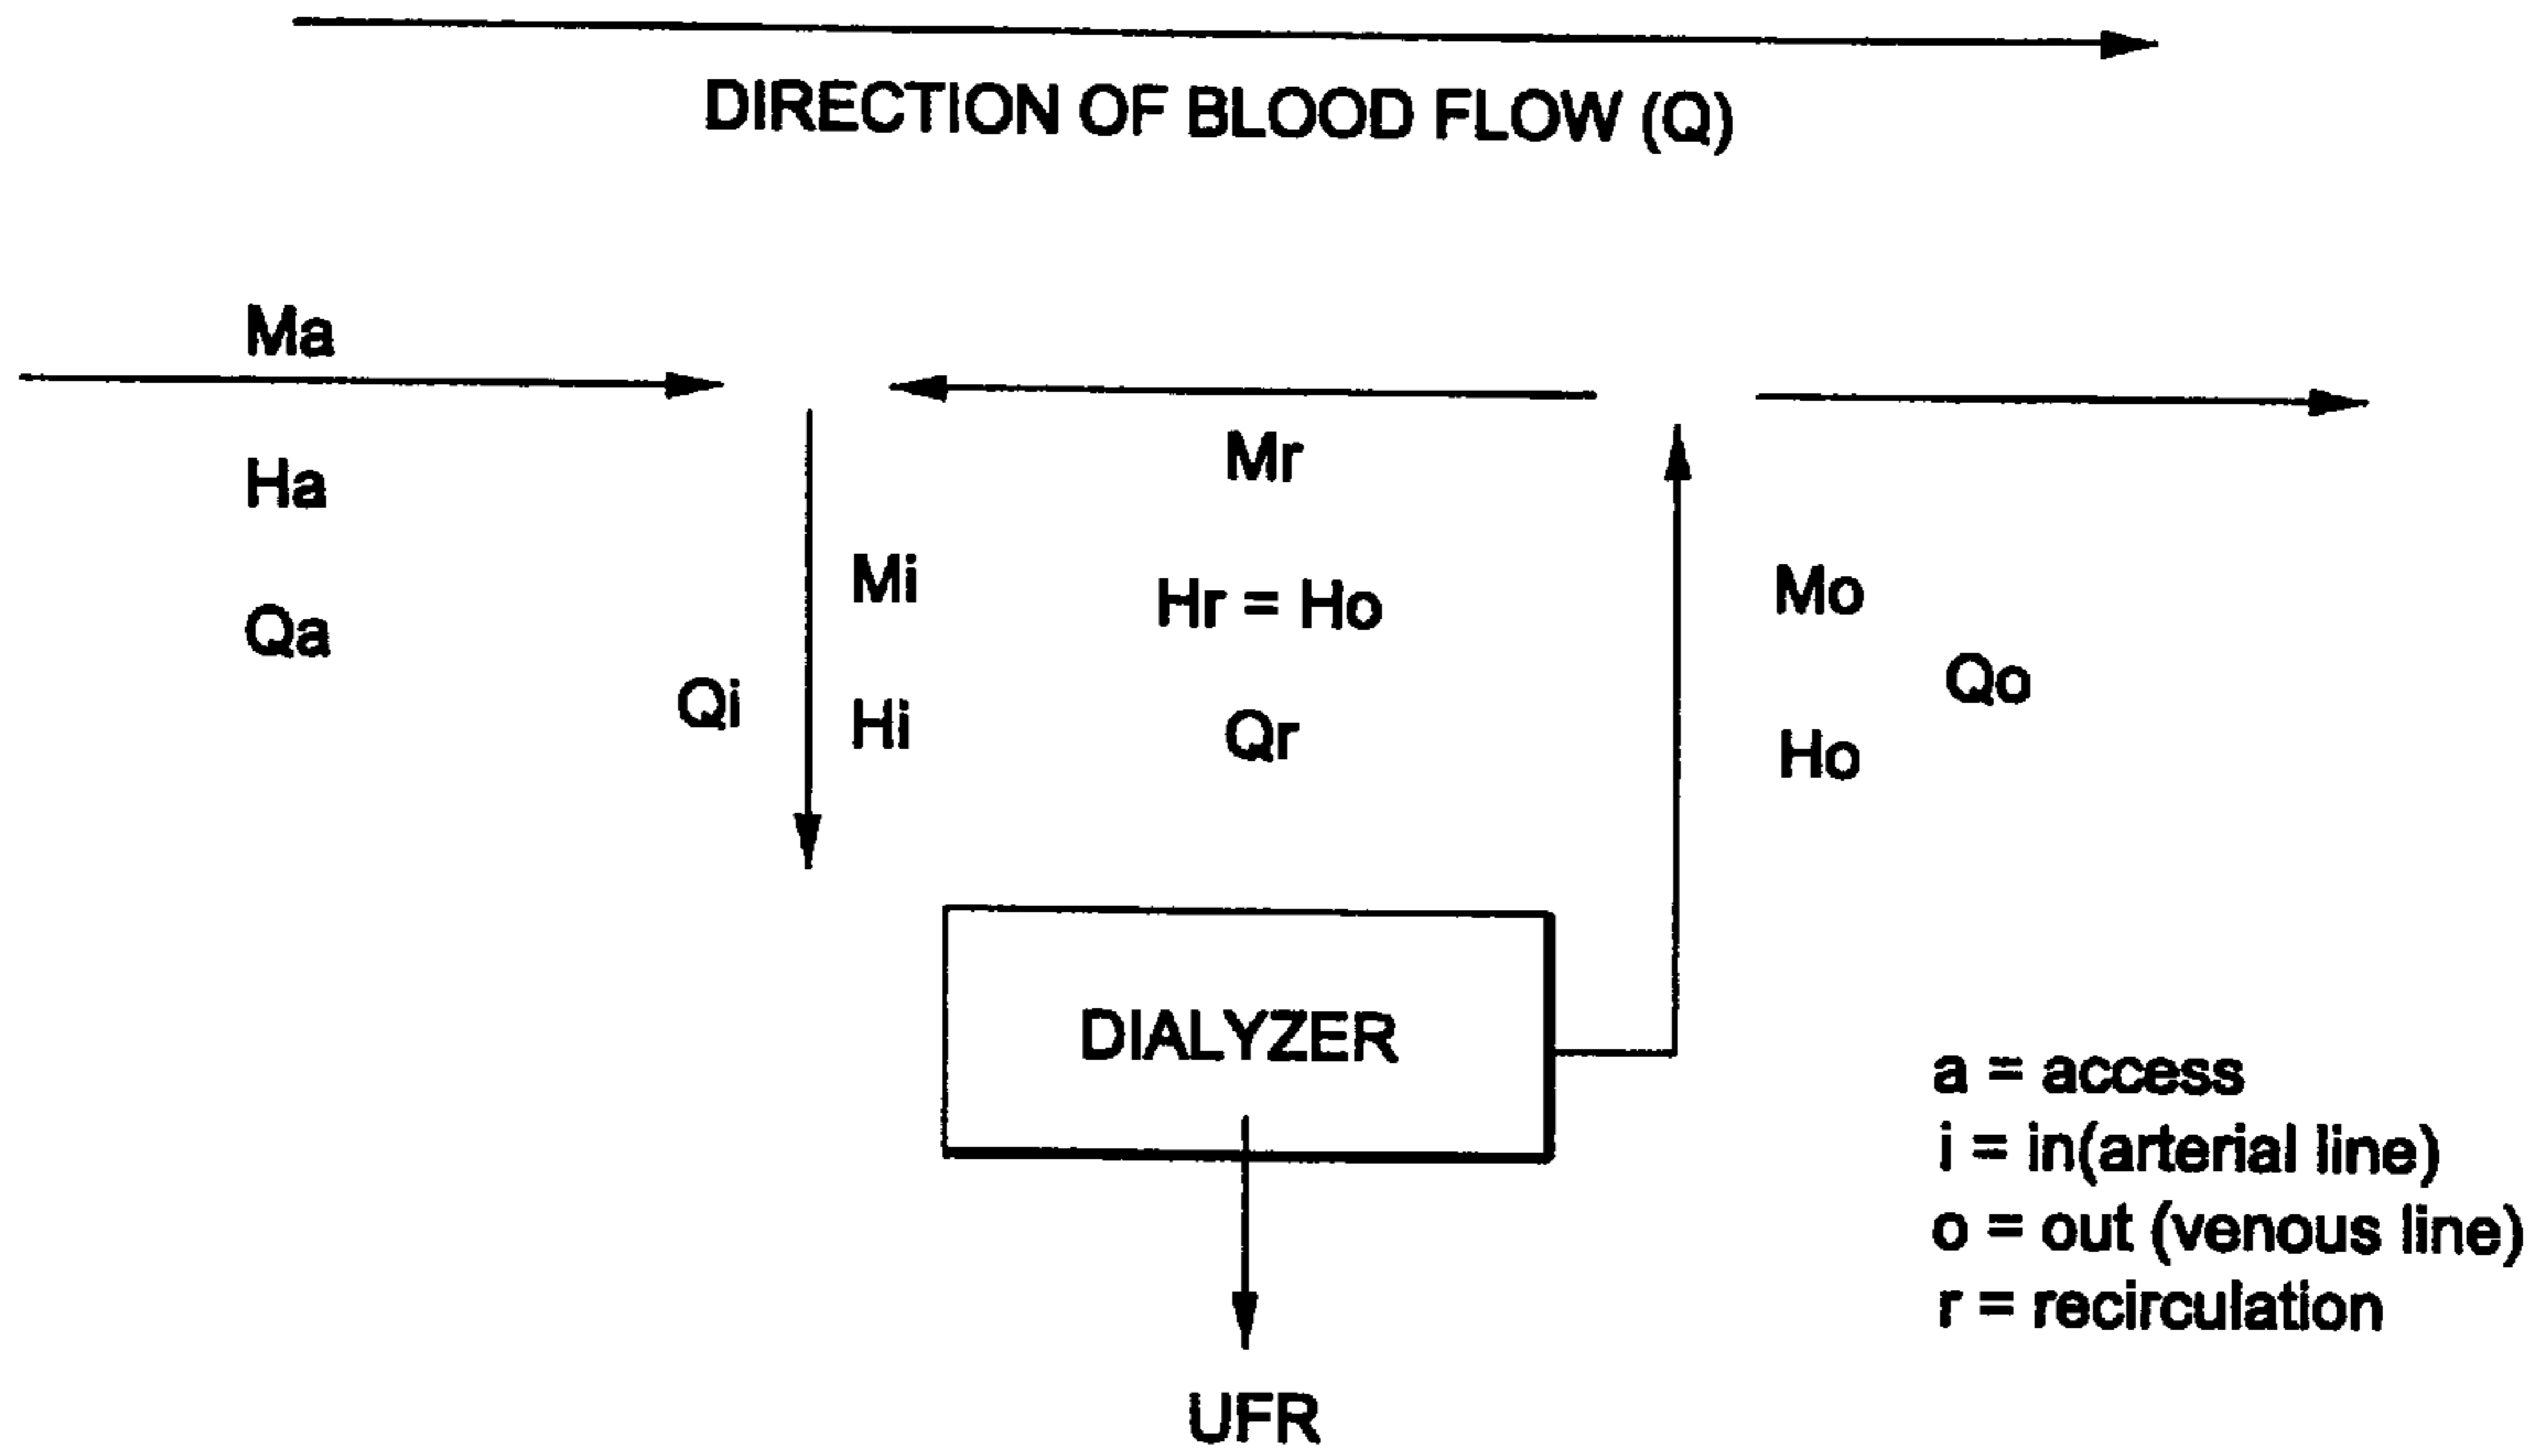 DIRECTION OF BLOOD FLOW (Q)
Ma
Ha
Qa
Mr
Hr = Ho
Qr
Mi
Qi
Hi
Mo
Qo
Ho
DIALYZER
UFR
a = access
i = in(arterial line)
o = out (venous line)
r = recirculation